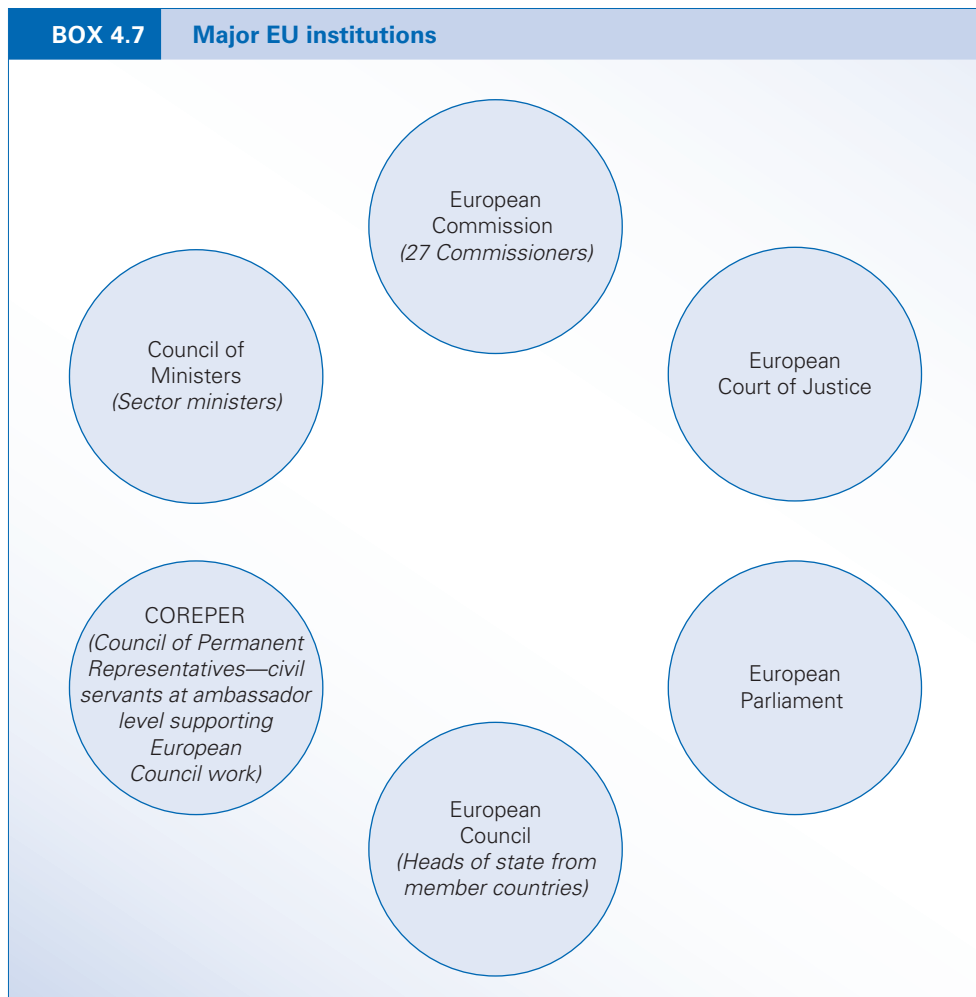 BOX 4.7 Major EU institutions
European
Commission
(27 Commissioners)
Council of
Ministers
(Sector ministers)
European
Court of Justice
COREPER
(Council of Permanent
Representatives—civil
servants at ambassador
level supporting
European
Council work)
European
Parliament
European
Council
(Heads of state from
member countries)